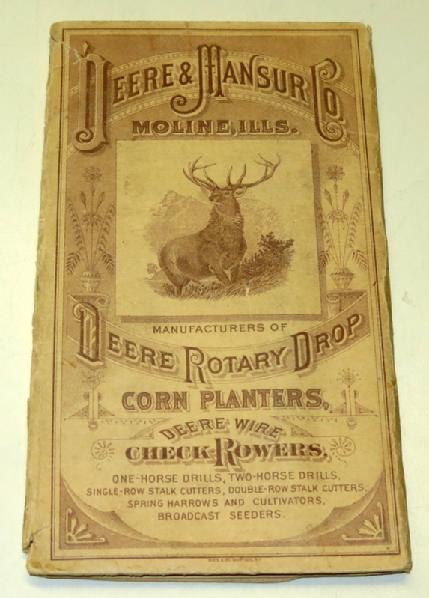 DEERE & MANSUR CO
MOLINE, ILLS.
MANUFACTURERS OF
DEERE ROTARY DROP
CORN PLANTERS,
DEERE WIRE
CHECK-ROWERS,
ONE-HORSE DRILLS, TWO-HORSE DRILLS,
SINGLE-ROW STALK CUTTERS, DOUBLE-ROW STALK CUTTERS,
SPRING HARROWS AND CULTIVATORS,
BROADCAST SEEDERS.